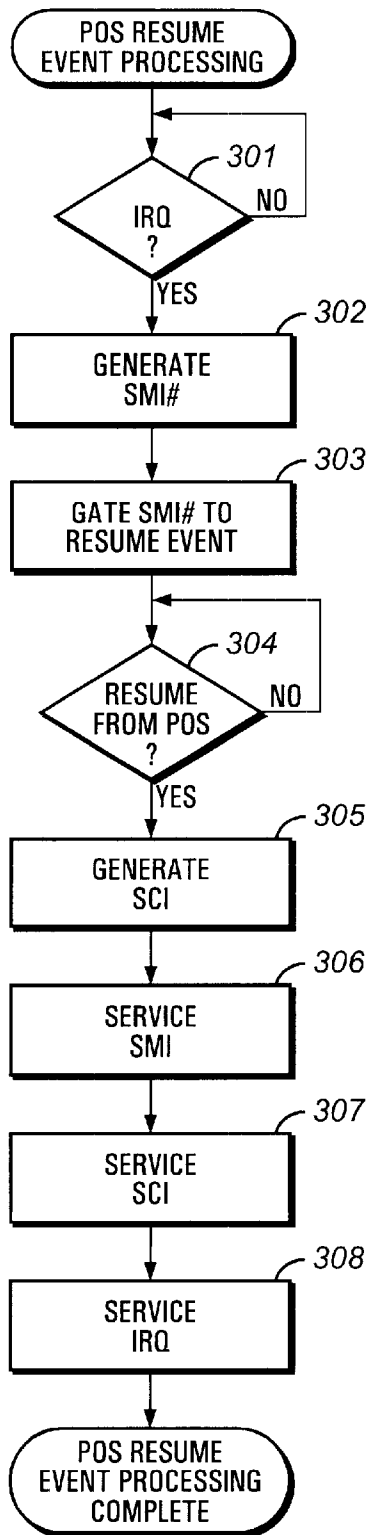 POS RESUME
EVENT PROCESSING
301
IRQ
?
NO
YES
302
GENERATE
SMI#
303
GATE SMI# TO
RESUME EVENT
304
RESUME
FROM POS
?
NO
YES
305
GENERATE
SCI
306
SERVICE
SMI
307
SERVICE
SCI
308
SERVICE
IRQ
POS RESUME
EVENT PROCESSING
COMPLETE